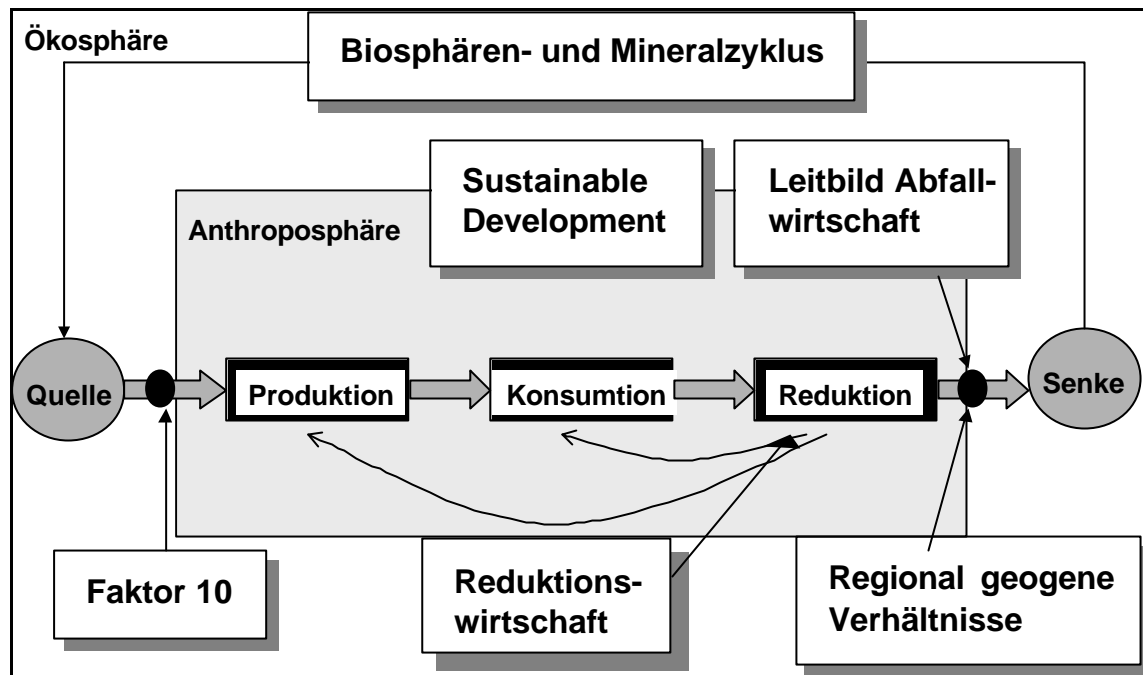 Ökosphäre
Biosphären- und Mineralzyklus
Sustainable
Development
Leitbild Abfall-
wirtschaft
Anthroposphäre
Quelle
Produktion
Konsumtion
Reduktion
Senke
Faktor 10
Reduktions-
wirtschaft
Regional geogene
Verhältnisse